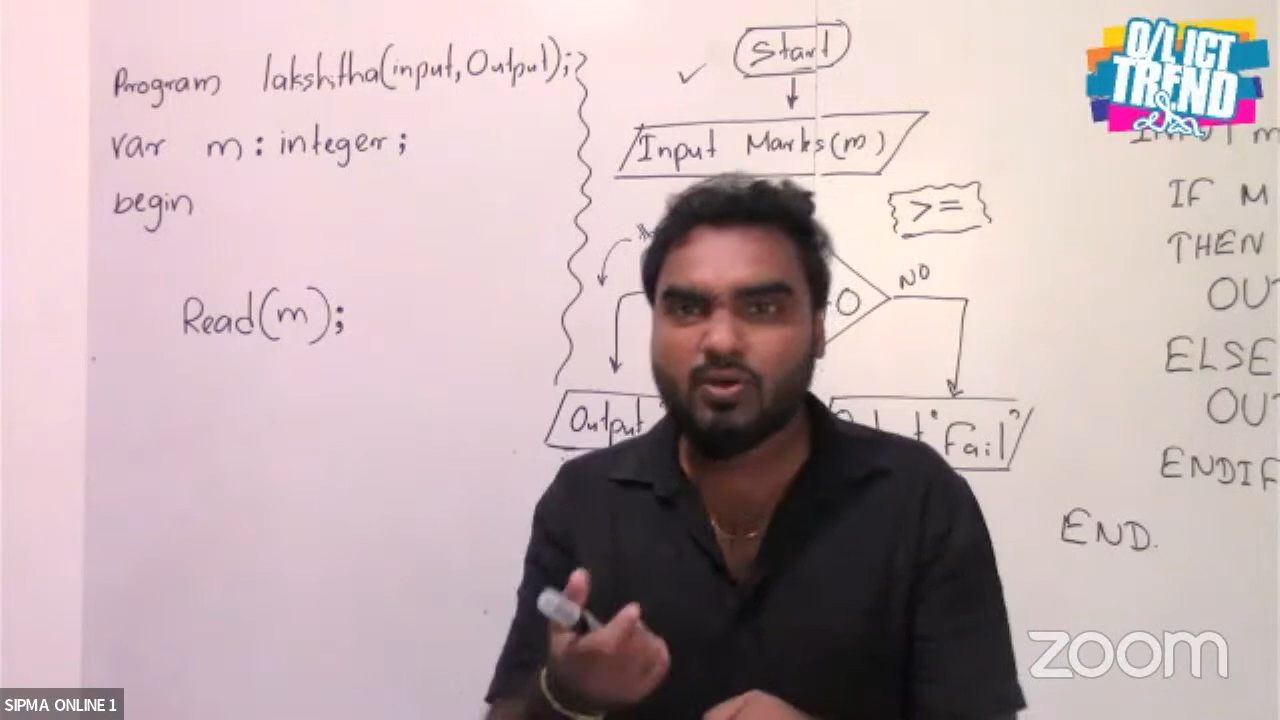 Program lakshitha(input,Output);
var m: integer;
begin
Read(m);
Start
Input Marks(m)
>=
NO
Output
"Fail"
IF M
THEN
OUT
ELSE
OUT
ENDIF
END.
O/L ICT
TREND
zoom
SIPMA ONLINE 1